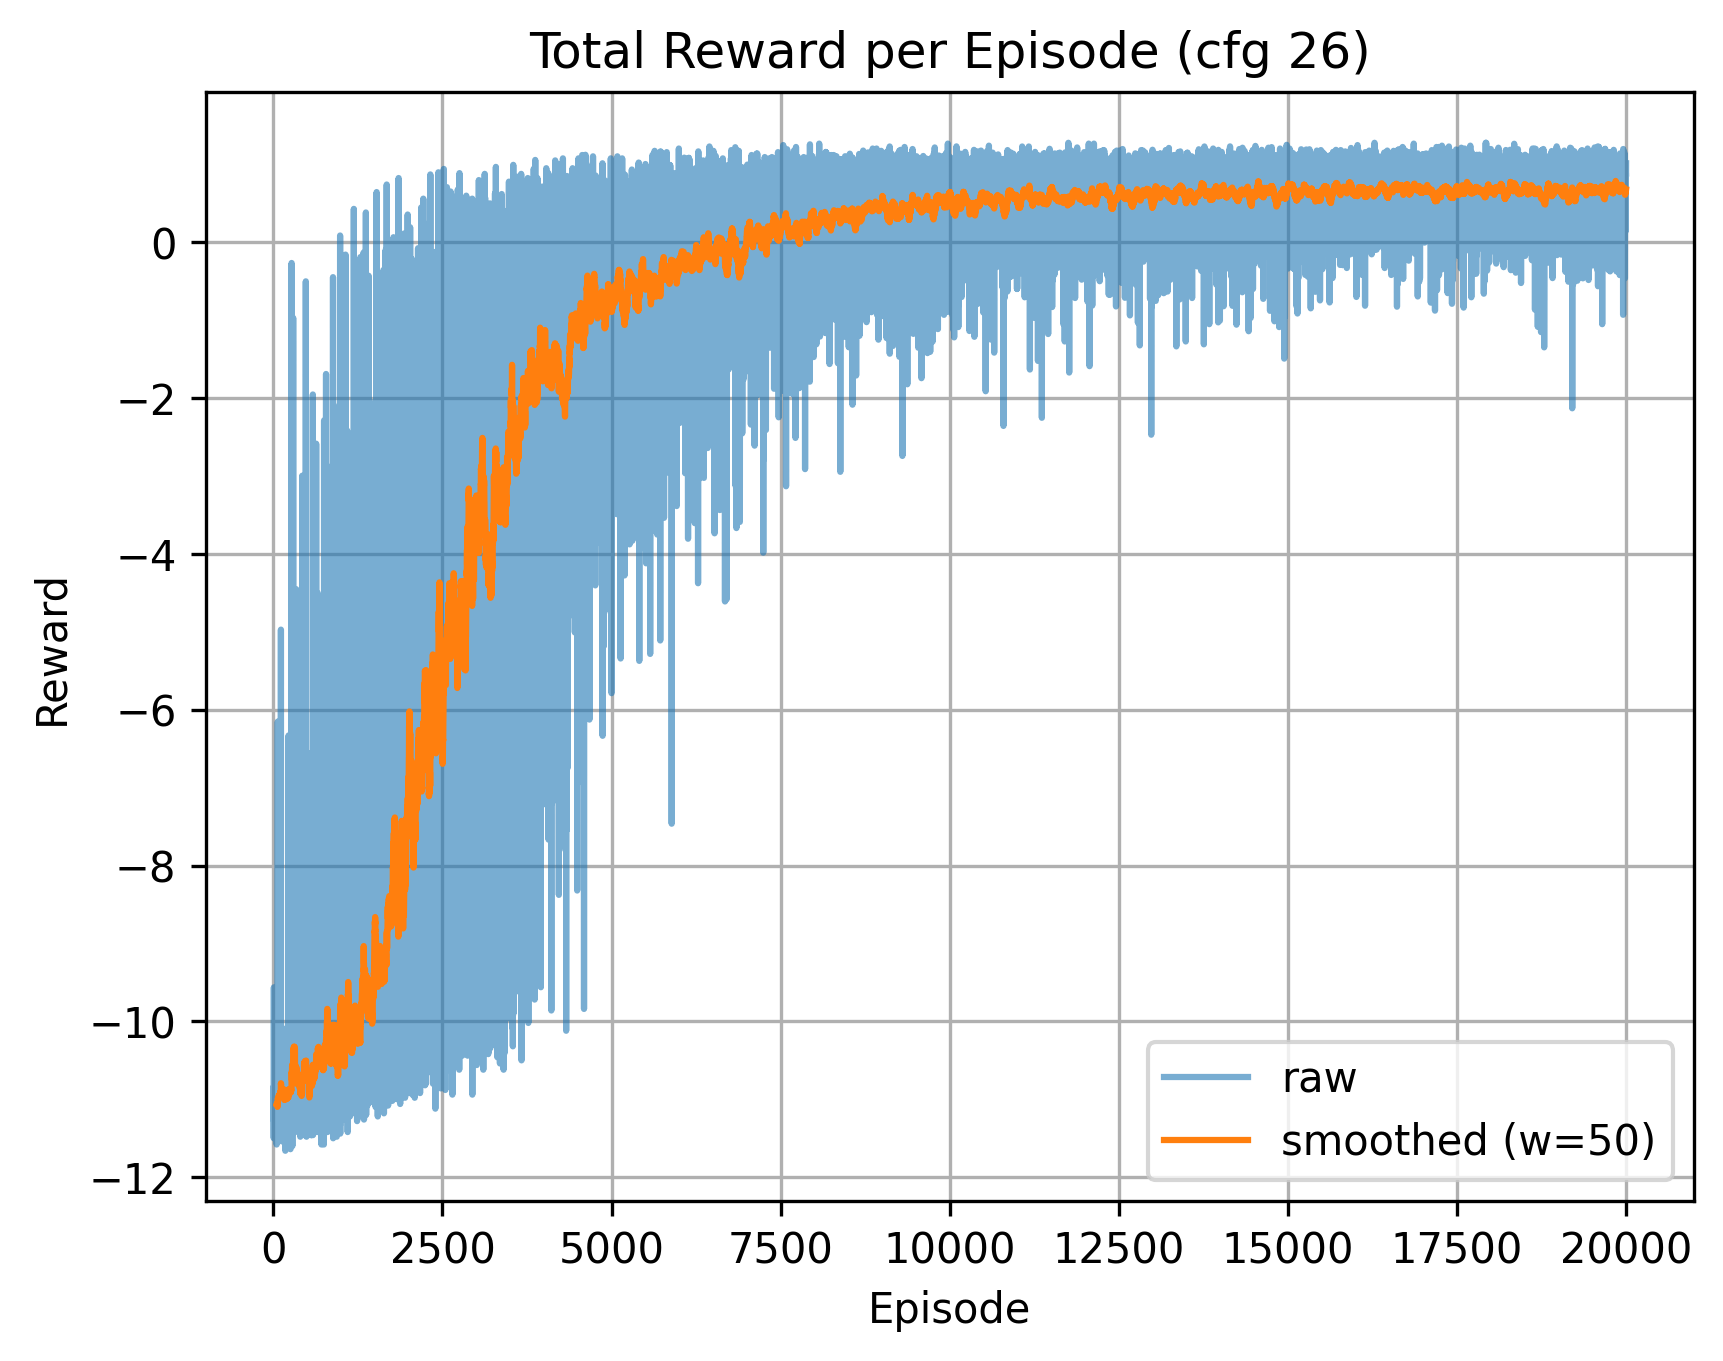 Total Reward per Episode (cfg 26)
Reward
0
−2
−4
−6
−8
−10
−12
raw
smoothed (w=50)
0 2500 5000 7500 10000 12500 15000 17500 20000
Episode